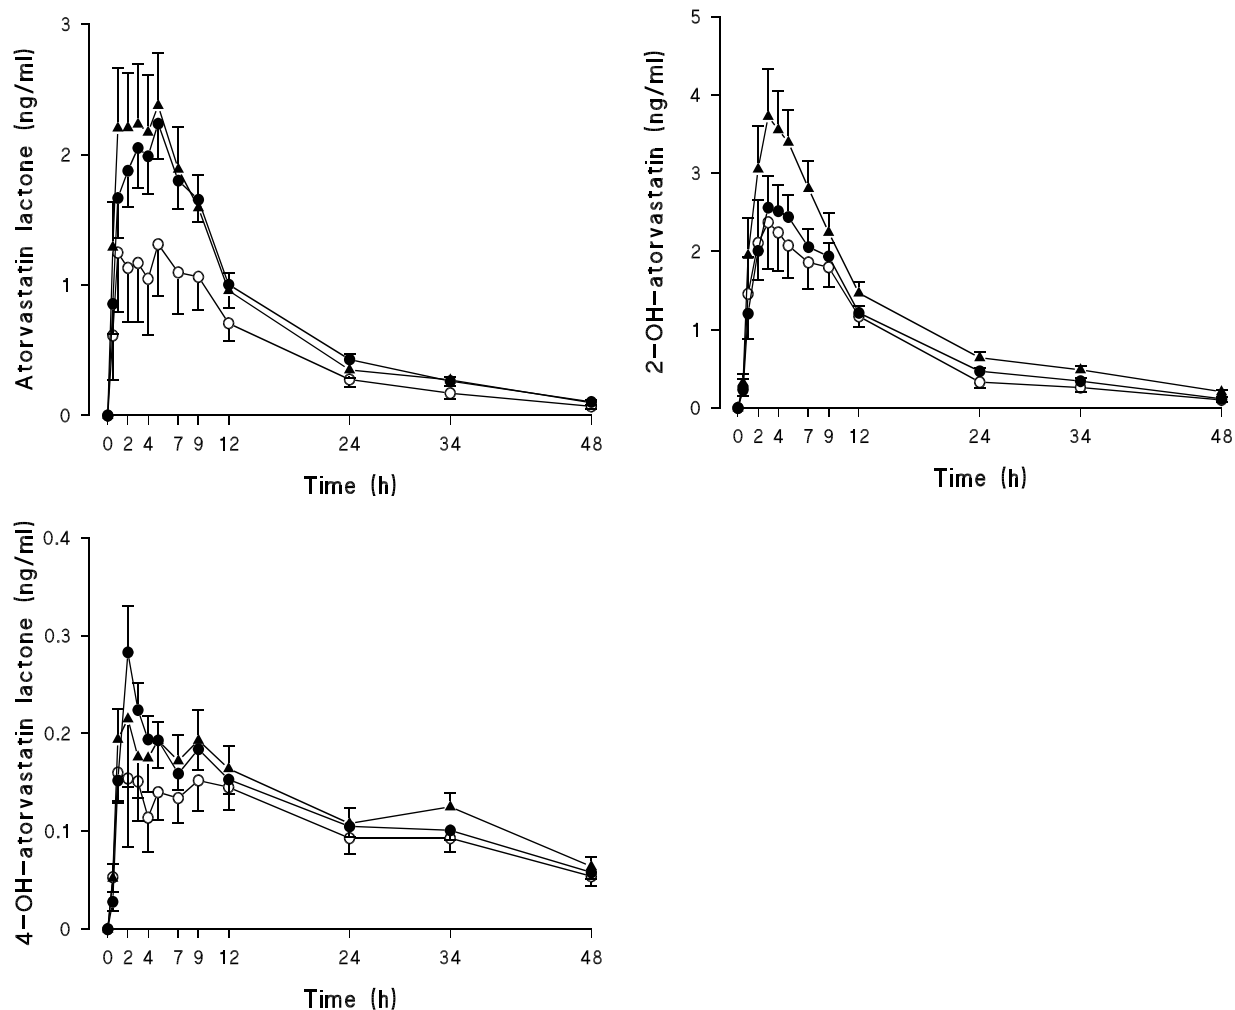 Atorvastatin lactone (ng/ml)
3
2
1
0
0 2 4 7 9 12 24 34 48
Time (h)
2-OH-atorvastatin (ng/ml)
5
4
3
2
1
0
0 2 4 7 9 12 24 34 48
Time (h)
4-OH-atorvastatin lactone (ng/ml)
0.4
0.3
0.2
0.1
0
0 2 4 7 9 12 24 34 48
Time (h)